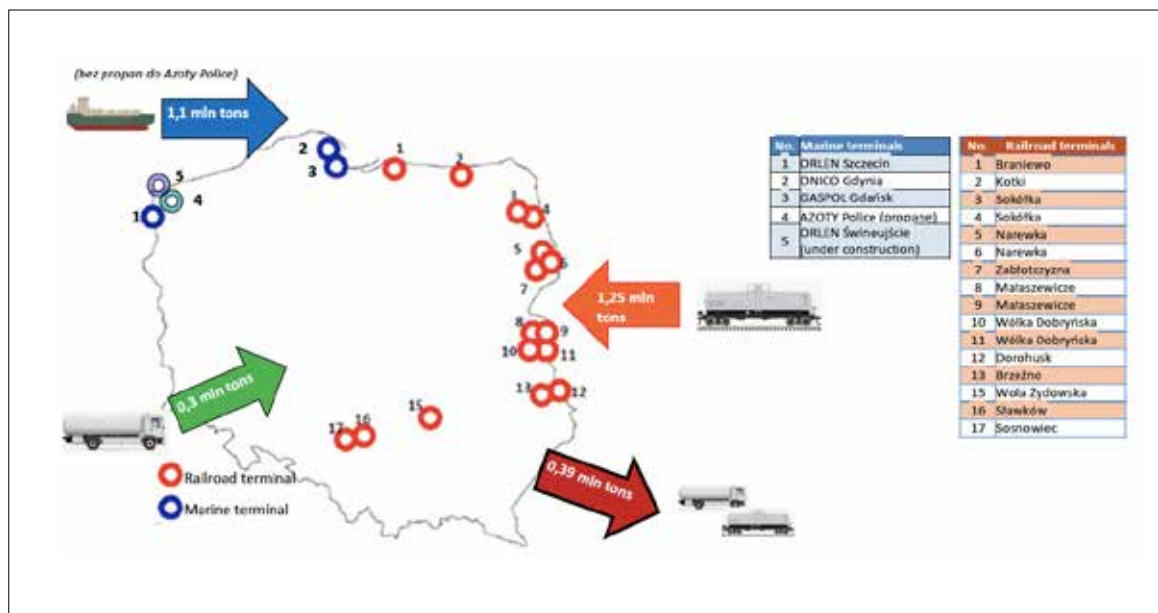 (bez propan do Azoty Police)
1,1 mln tons
2
3
1
2
5
4
1
3
4
5
6
7
1,25 mln
tons
8
9
10
11
13
12
0,3 mln tons
15
16
17
0,39 mln tons
Railroad terminal
Marine terminal
No. Marine terminals
1 ORLEN Szczecin
2 ONICO Gdynia
3 GASPOL Gdańsk
4 AZOTY Police (propane)
5 ORLEN Świneujście
(under construction)
No. Railroad terminals
1 Braniewo
2 Kotki
3 Sokółka
4 Sokółka
5 Narewka
6 Narewka
7 Zabłotczyzna
8 Małaszewicze
9 Małaszewicze
10 Wólka Dobryńska
11 Wólka Dobryńska
12 Dorohusk
13 Brzeźno
15 Wola Żydowska
16 Sławków
17 Sosnowiec